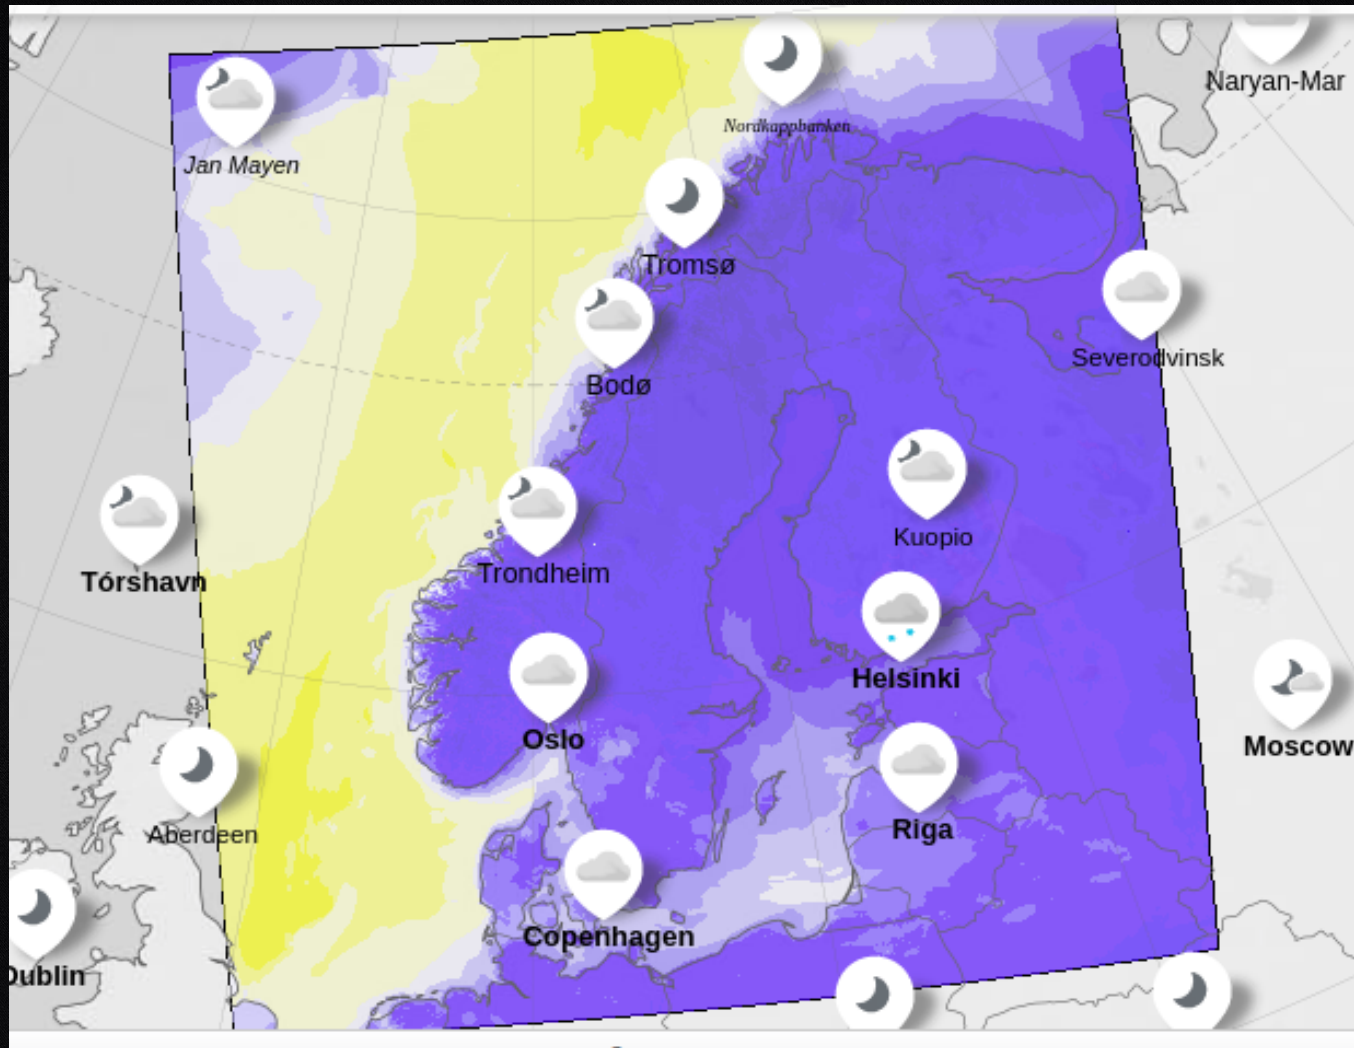 Naryan-Mar
Nordkappbanken
Jan Mayen
Tromsø
Severodvinsk
Bodø
Kuopio
Trondheim
Tórshavn
Helsinki
Oslo
Moscow
Riga
Aberdeen
Copenhagen
Dublin